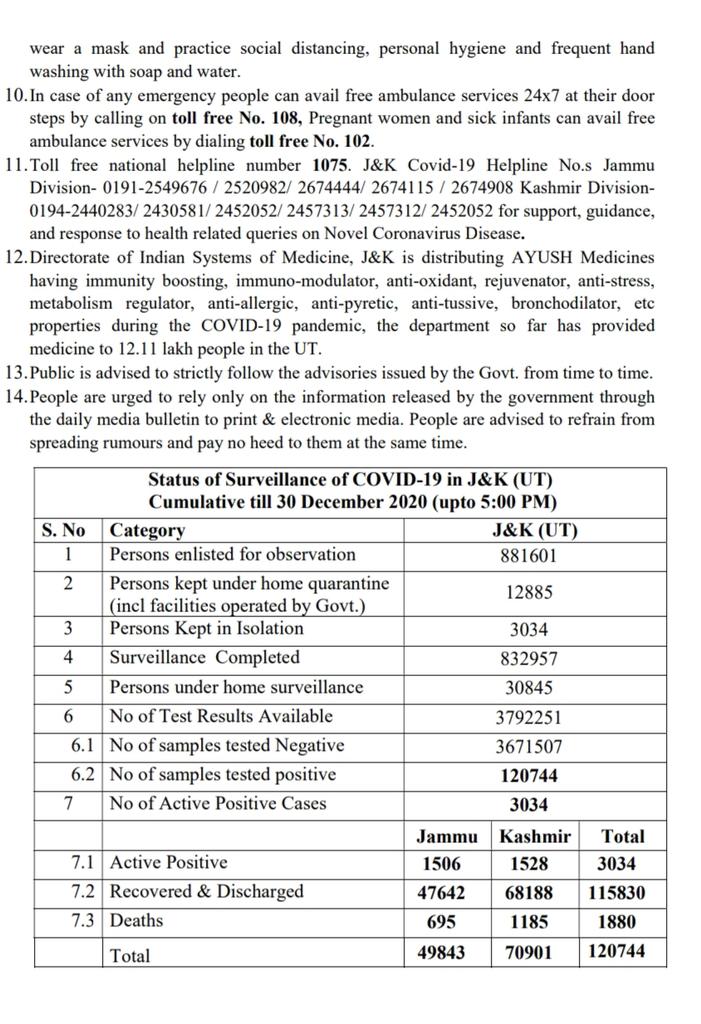 wear a mask and practice social distancing, personal hygiene and frequent hand
washing with soap and water.
10.In case of any emergency people can avail free ambulance services 24x7 at their door
steps by calling on toll free No. 108, Pregnant women and sick infants can avail free
ambulance services by dialing toll free No. 102.
11.Toll free national helpline number 1075. J&K Covid-19 Helpline No.s Jammu
Division- 0191-2549676 / 2520982/ 2674444/ 2674115 / 2674908 Kashmir Division-
0194-2440283/ 2430581/ 2452052/ 2457313/ 2457312/ 2452052 for support, guidance,
and response to health related queries on Novel Coronavirus Disease.
12.Directorate of Indian Systems of Medicine, J&K is distributing AYUSH Medicines
having immunity boosting, immuno-modulator, anti-oxidant, rejuvenator, anti-stress,
metabolism regulator, anti-allergic, anti-pyretic, anti-tussive, bronchodilator, etc
properties during the COVID-19 pandemic, the department so far has provided
medicine to 12.11 lakh people in the UT.
13.Public is advised to strictly follow the advisories issued by the Govt. from time to time.
14.People are urged to rely only on the information released by the government through
the daily media bulletin to print & electronic media. People are advised to refrain from
spreading rumours and pay no heed to them at the same time.
Status of Surveillance of COVID-19 in J&K (UT)
Cumulative till 30 December 2020 (upto 5:00 PM)
S. No Category J&K (UT)
1 Persons enlisted for observation 881601
2 Persons kept under home quarantine
(incl facilities operated by Govt.) 12885
3 Persons Kept in Isolation 3034
4 Surveillance Completed 832957
5 Persons under home surveillance 30845
6 No of Test Results Available 3792251
6.1 No of samples tested Negative 3671507
6.2 No of samples tested positive 120744
7 No of Active Positive Cases 3034
Jammu Kashmir Total
7.1 Active Positive 1506 1528 3034
7.2 Recovered & Discharged 47642 68188 115830
7.3 Deaths 695 1185 1880
Total 49843 70901 120744